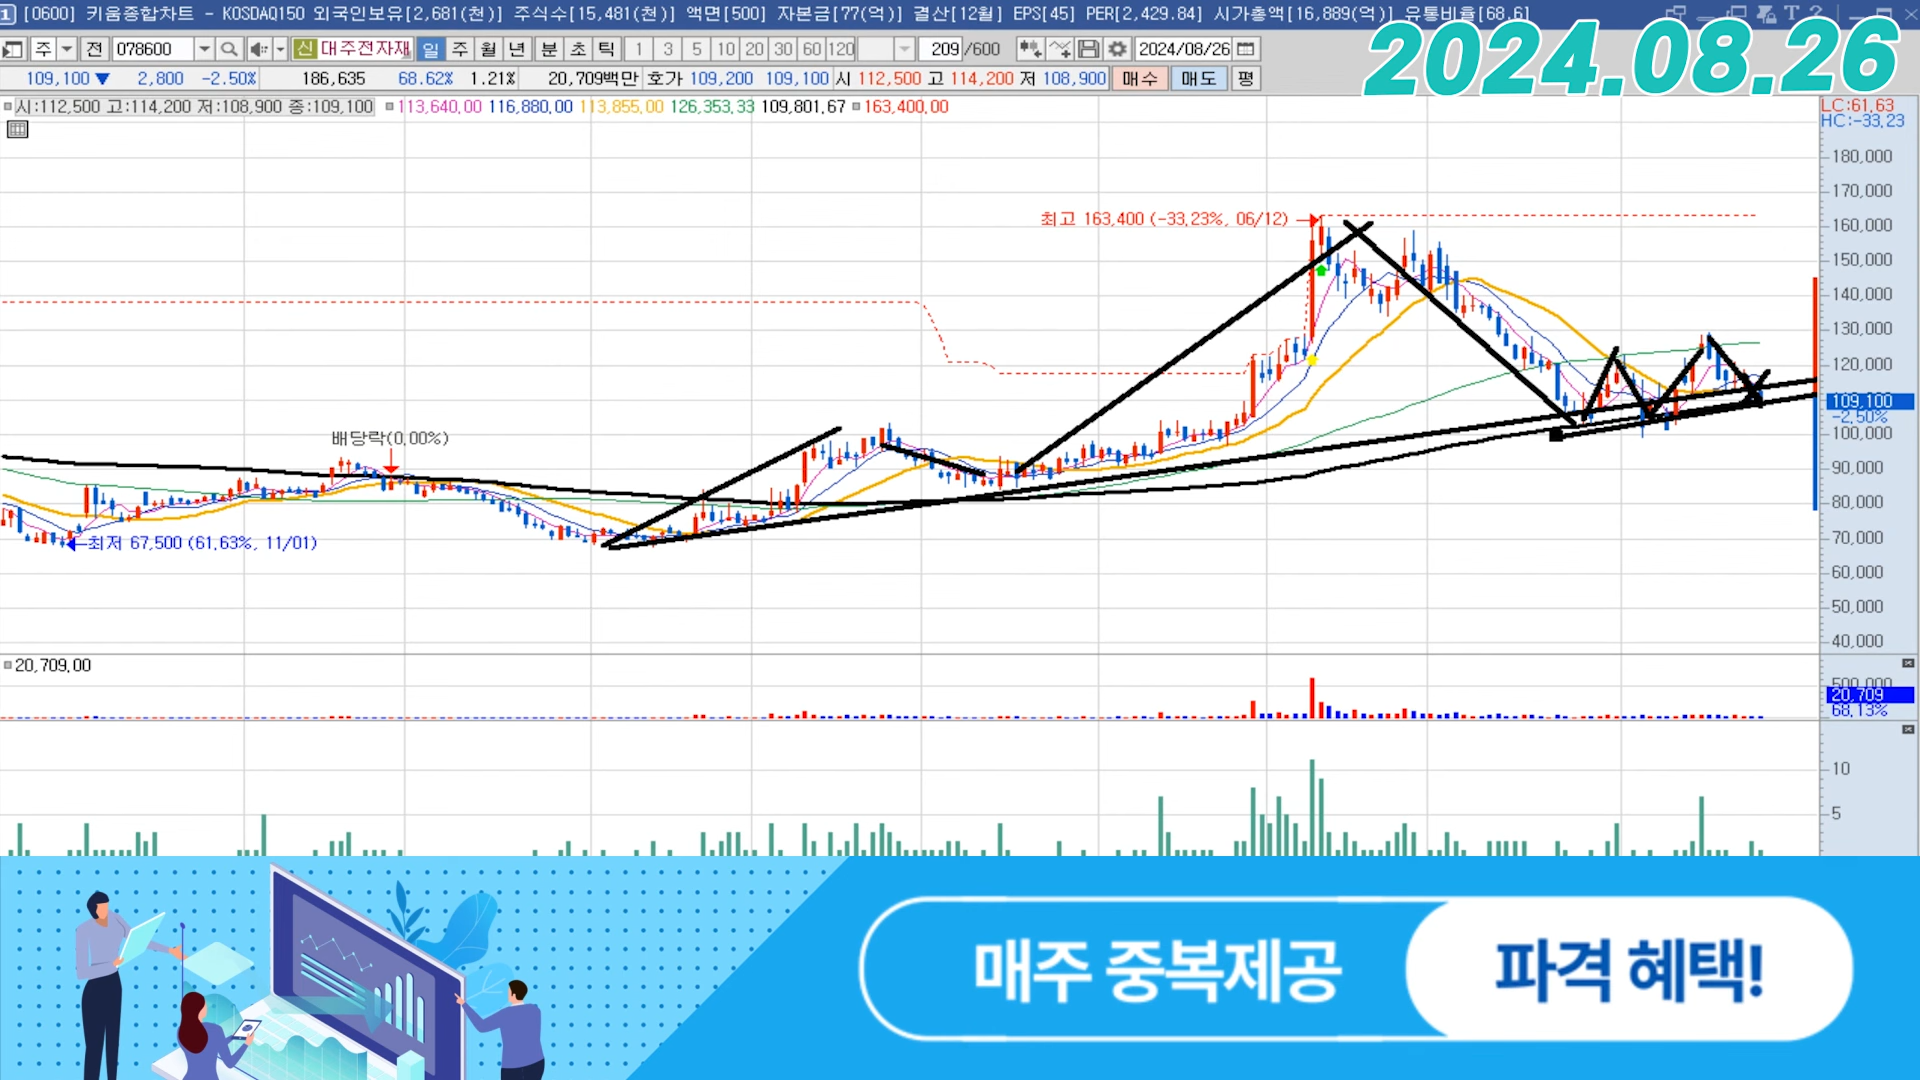 1 [0600] 키움종합차트 - KOSDAQ150 외국인보유[2,681(천)] 주식수[15,481(천)] 액면[500] 자본금[77(억)] 결산[12월] EPS[45] PER[2,429.84] 시가총액[16,889(억)] 유통비율[68.6]
2024.08.26
주 전 078600 신 대주전자재 일 주 월 년 분 초 틱 1 3 5 10 20 30 60 120 209 /600 2024/08/26
109,100 ▼ 2,800 -2.50% 186,635 68.62% 1.21% 20,709백만 호가 109,200 109,100 시 112,500 고 114,200 저 108,900 매수 매도 평
시:112,500 고:114,200 저:108,900 종:109,100 113,640.00 116,880.00 113,855.00 126,353.33 109,801.67 163,400.00
LC:61.63
HC:-33.23
180,000
170,000
최고 163,400 (-33.23%, 06/12)
160,000
150,000
140,000
130,000
120,000
109,100
-2.50%
100,000
배당락(0.00%)
90,000
80,000
최저 67,500 (61.63%, 11/01)
70,000
60,000
50,000
40,000
20,709.00
500,000
20,709
68.13%
10
5
매주 중복제공
파격 혜택!